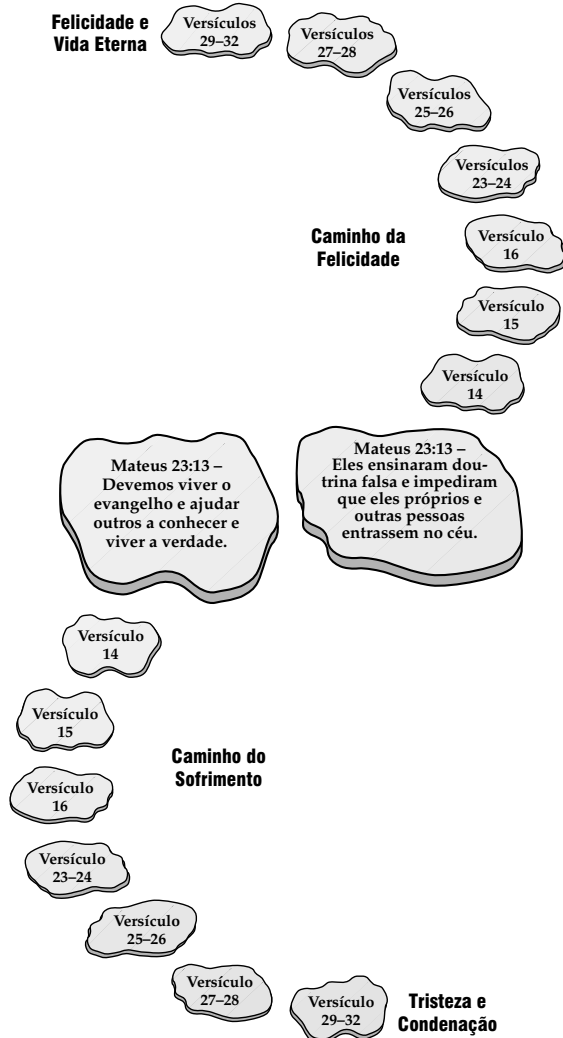 Felicidade e
Vida Eterna
Versículos
29–32
Versículos
27–28
Versículos
25–26
Versículos
23–24
Caminho da
Felicidade
Versículo
16
Versículo
15
Versículo
14
Mateus 23:13 –
Devemos viver o
evangelho e ajudar
outros a conhecer e
viver a verdade.
Mateus 23:13 –
Eles ensinaram dou-
trina falsa e impediram
que eles próprios e
outras pessoas
entrassem no céu.
Versículo
14
Versículo
15
Caminho do
Sofrimento
Versículo
16
Versículo
23–24
Versículo
25–26
Versículo
27–28
Versículo
29–32
Tristeza e
Condenação